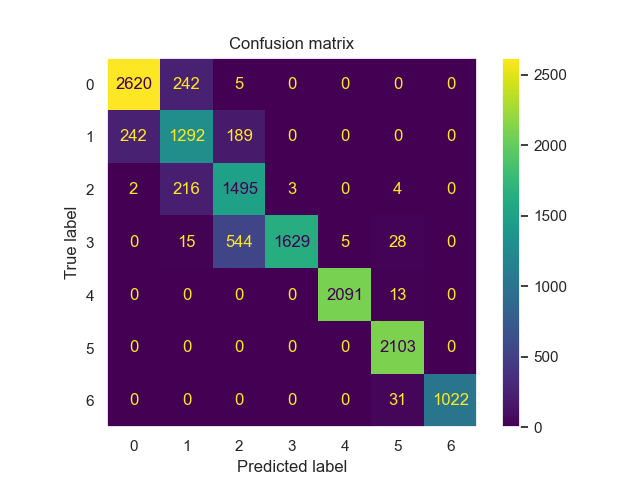 Confusion matrix
True label
0 2620 242 5 0 0 0 0
1 242 1292 189 0 0 0 0
2 2 216 1495 3 0 4 0
3 0 15 544 1629 5 28 0
4 0 0 0 0 2091 13 0
5 0 0 0 0 0 2103 0
6 0 0 0 0 0 31 1022
0 1 2 3 4 5 6
Predicted label
2500
2000
1500
1000
500
0